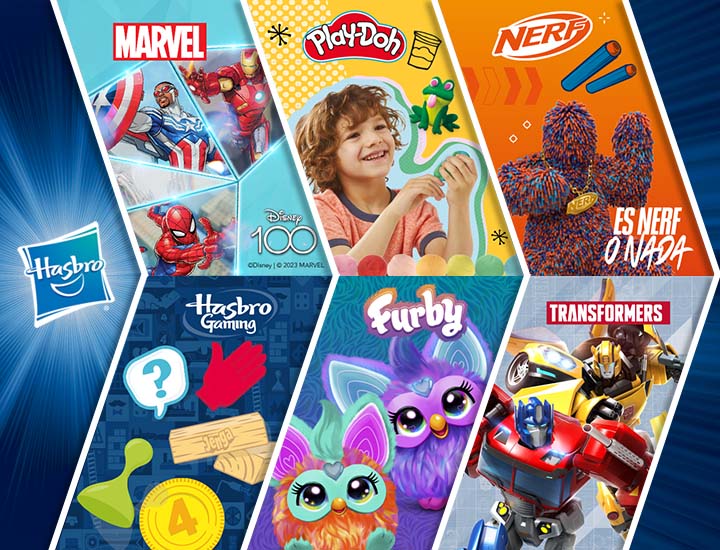 Hasbro
®
MARVEL
DISNEY
100
©Disney | © 2023 MARVEL
Play-Doh
NERF
NERF
ES NERF
O NADA
Hasbro
Gaming
?
Jenga
4
Furby
TRANSFORMERS